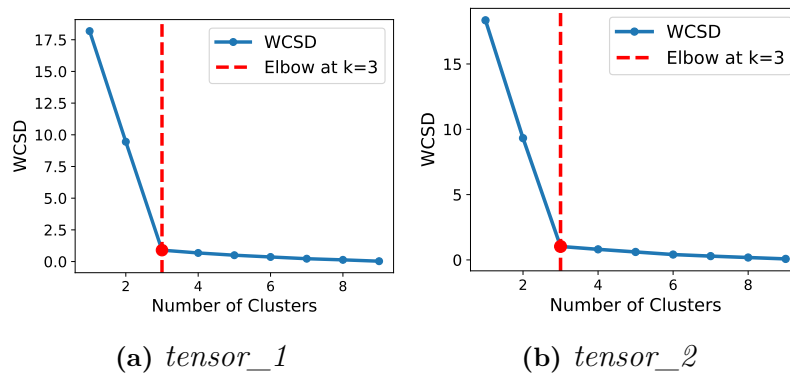 17.5
15.0
12.5
10.0
7.5
5.0
2.5
0.0
WCSD
2 4 6 8
Number of Clusters
WCSD
Elbow at k=3
(a) tensor_1
15
10
5
0
WCSD
2 4 6 8
Number of Clusters
WCSD
Elbow at k=3
(b) tensor_2